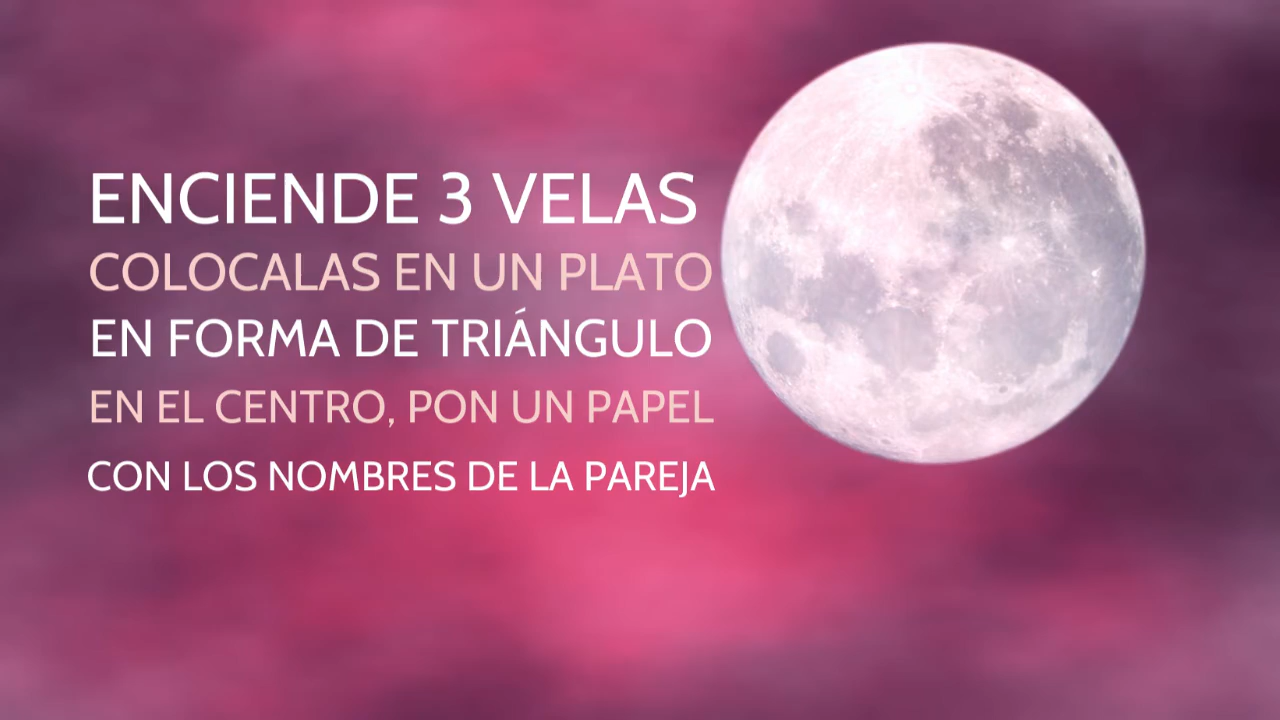 ENCIENDE 3 VELAS
COLOCALAS EN UN PLATO
EN FORMA DE TRIÁNGULO
EN EL CENTRO, PON UN PAPEL
CON LOS NOMBRES DE LA PAREJA